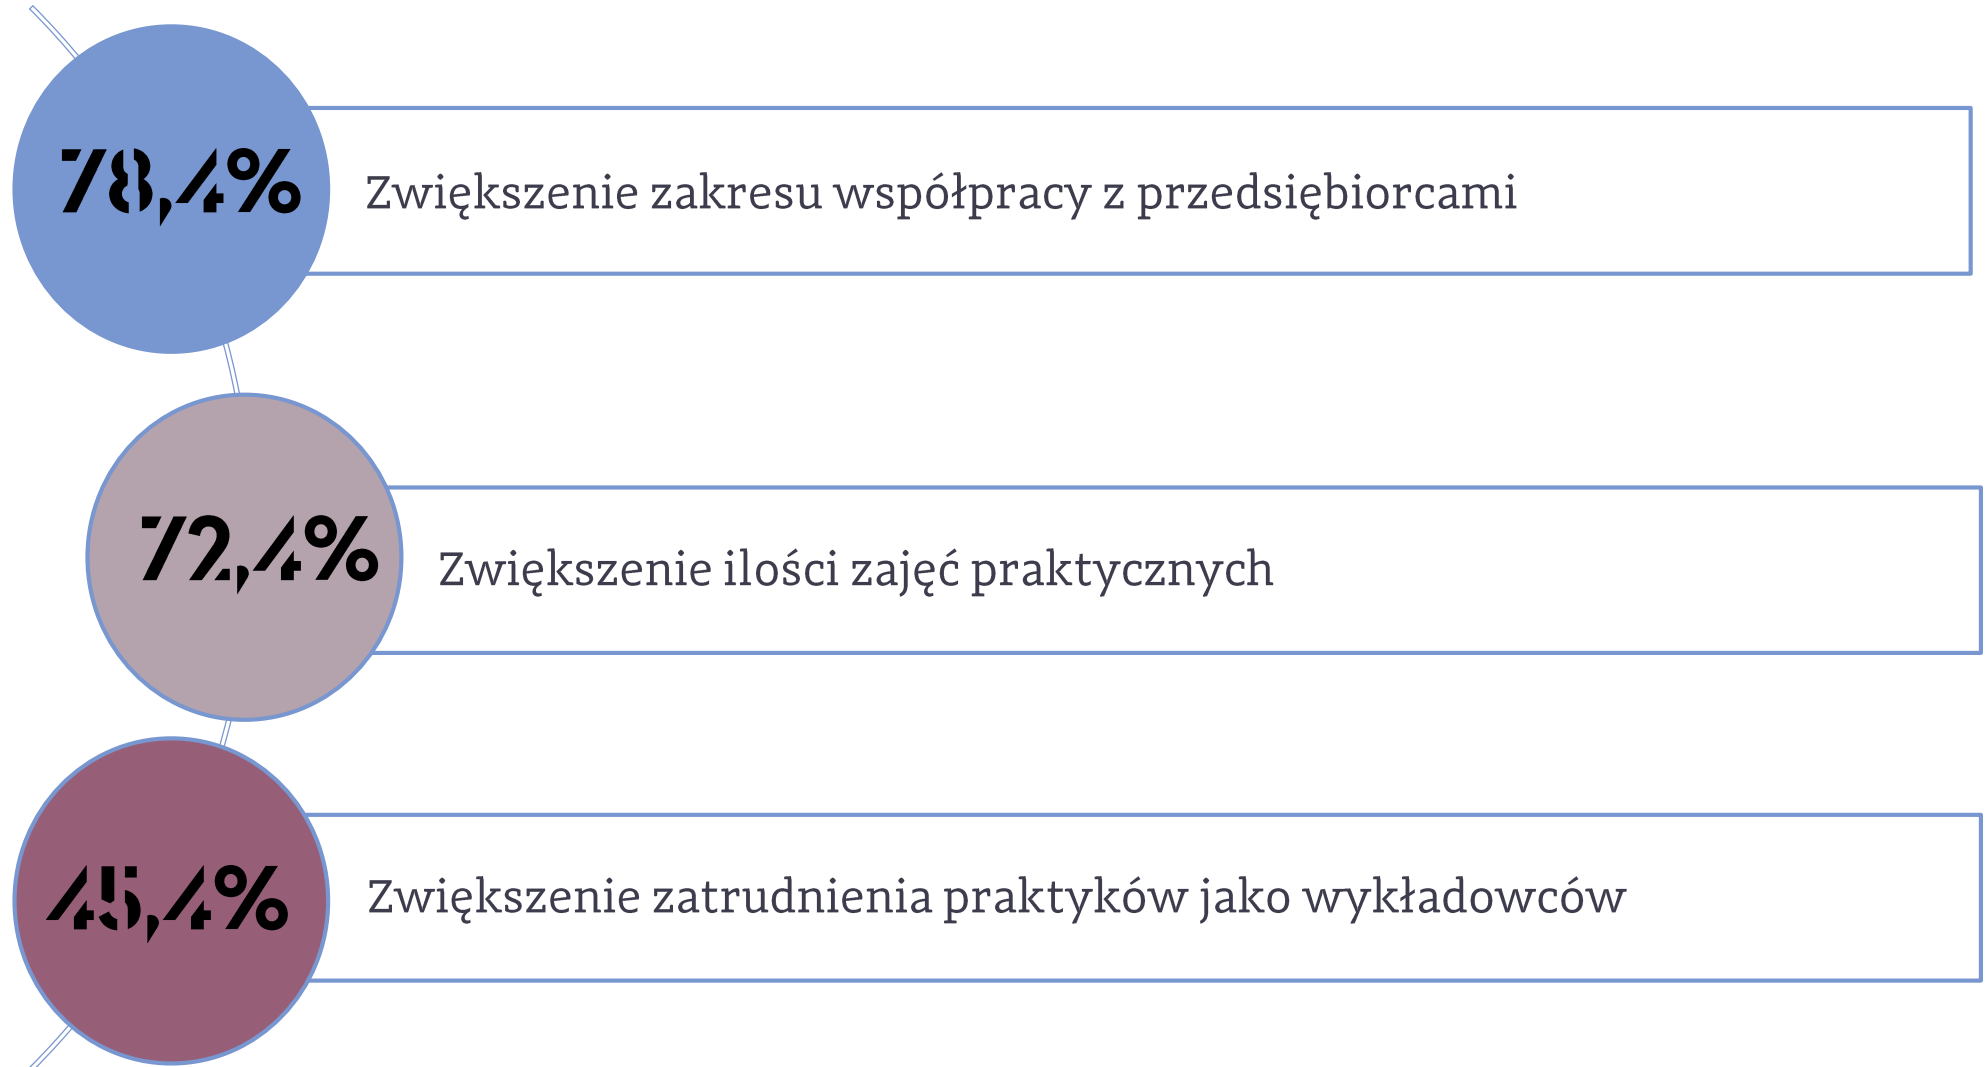 78,4%
Zwiększenie zakresu współpracy z przedsiębiorcami
72,4%
Zwiększenie ilości zajęć praktycznych
45,4%
Zwiększenie zatrudnienia praktyków jako wykładowców